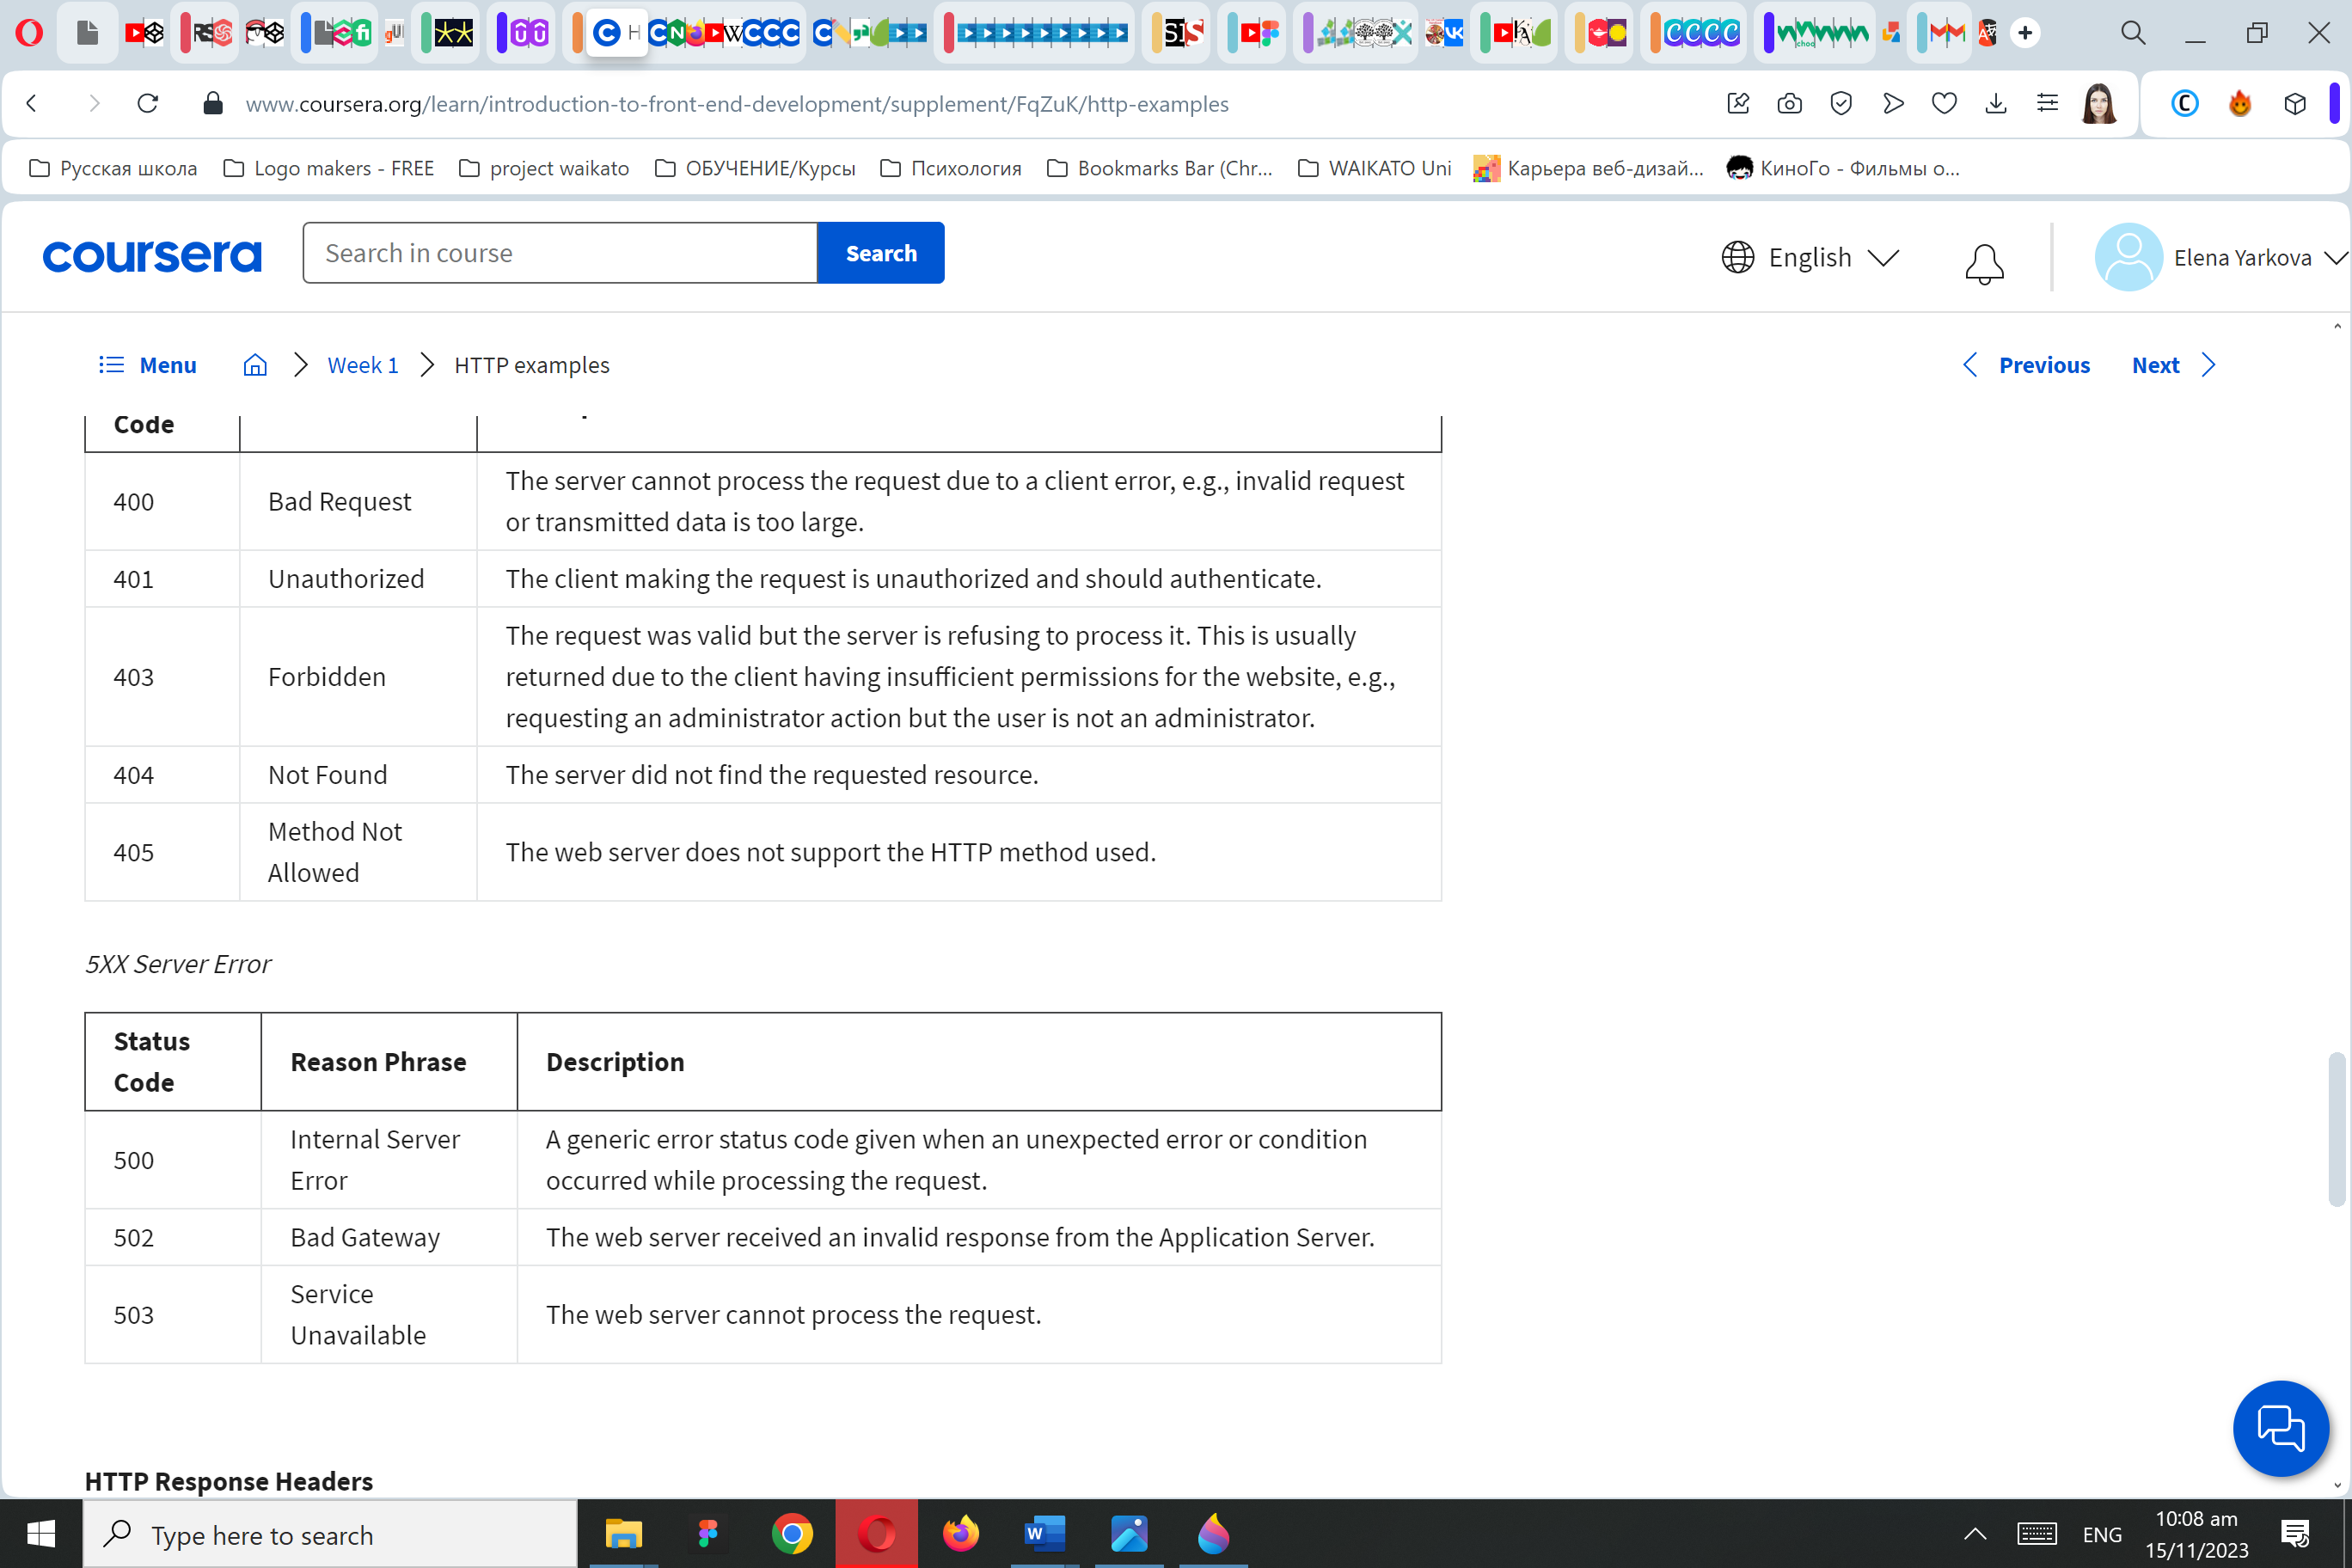 www.coursera.org/learn/introduction-to-front-end-development/supplement/FqZuK/http-examples
Русская школа
Logo makers - FREE
project waikato
ОБУЧЕНИЕ/Курсы
Психология
Bookmarks Bar (Chr...
WAIKATO Uni
Карьера веб-дизай...
КиноГо - Фильмы о...
coursera
Search in course
Search
English
Elena Yarkova
Menu
Week 1
HTTP examples
Previous
Next
Code
400 Bad Request The server cannot process the request due to a client error, e.g., invalid request
or transmitted data is too large.
401 Unauthorized The client making the request is unauthorized and should authenticate.
The request was valid but the server is refusing to process it. This is usually
403 Forbidden returned due to the client having insufficient permissions for the website, e.g.,
requesting an administrator action but the user is not an administrator.
404 Not Found The server did not find the requested resource.
405 Method Not
Allowed The web server does not support the HTTP method used.
5XX Server Error
Status
Code Reason Phrase Description
500 Internal Server
Error A generic error status code given when an unexpected error or condition
occurred while processing the request.
502 Bad Gateway The web server received an invalid response from the Application Server.
503 Service
Unavailable The web server cannot process the request.
HTTP Response Headers
Type here to search
ENG
10:08 am
15/11/2023